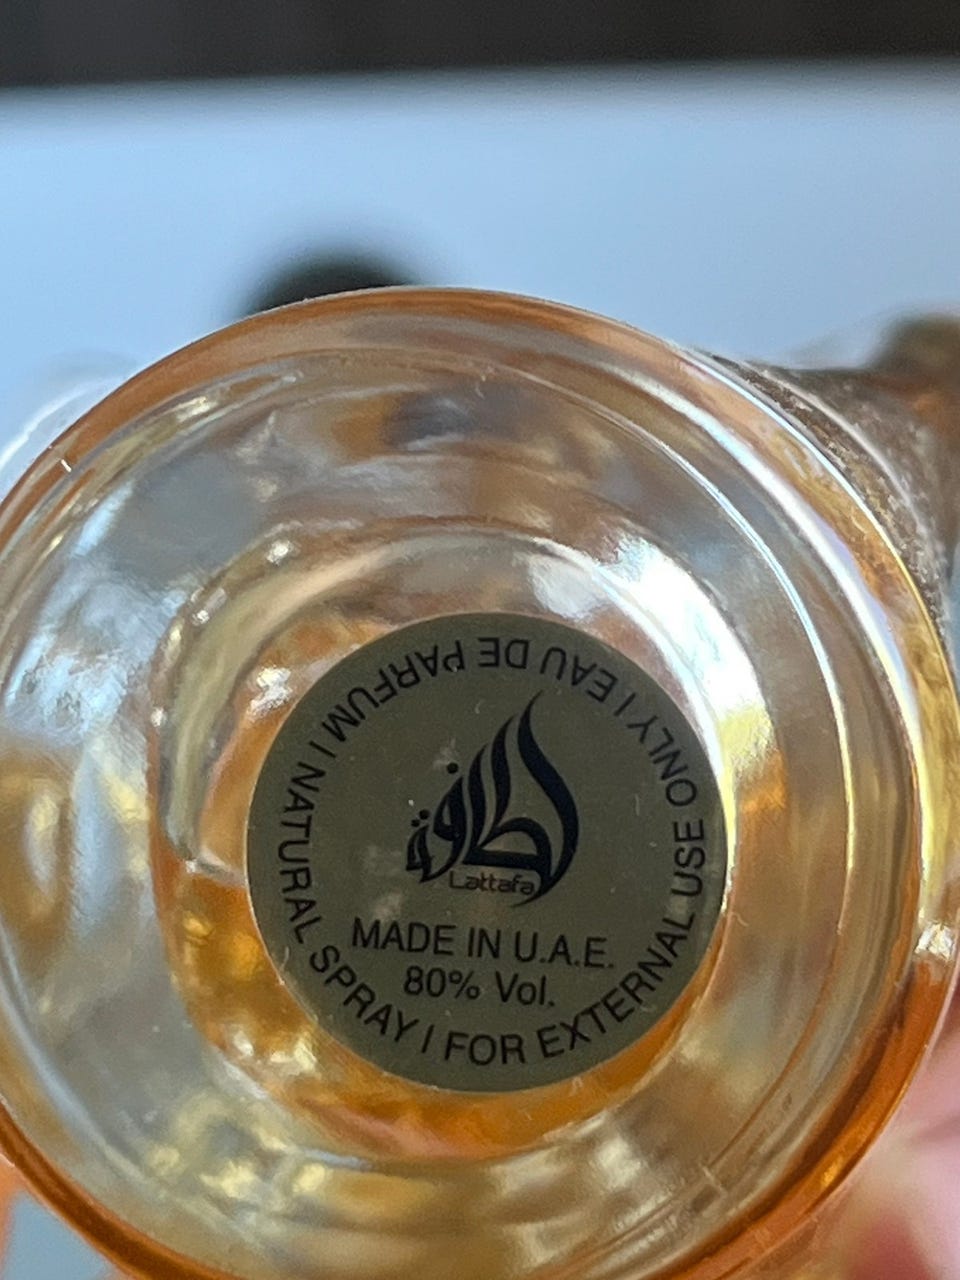 لطافة
Lattafa
MADE IN U.A.E.
80% Vol.
EAU DE PARFUM | NATURAL SPRAY | FOR EXTERNAL USE ONLY |